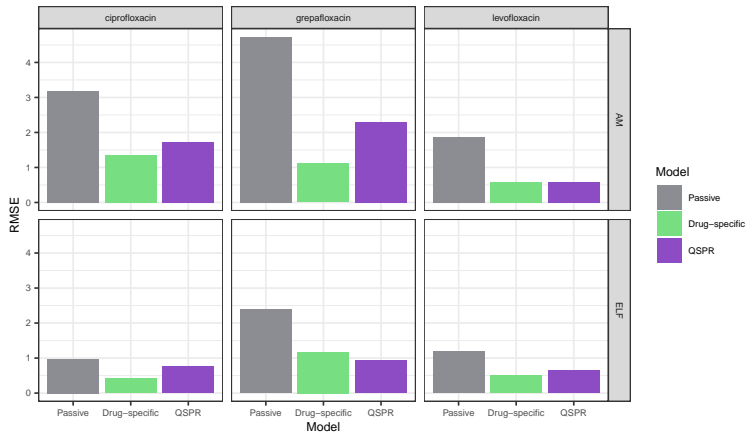 ciprofloxacin grepafloxacin levofloxacin
4
3
2
1
0
AM
4
3
2
1
0
ELF
RMSE
Passive Drug−specific QSPR Passive Drug−specific QSPR Passive Drug−specific QSPR
Model
Model
Passive
Drug−specific
QSPR